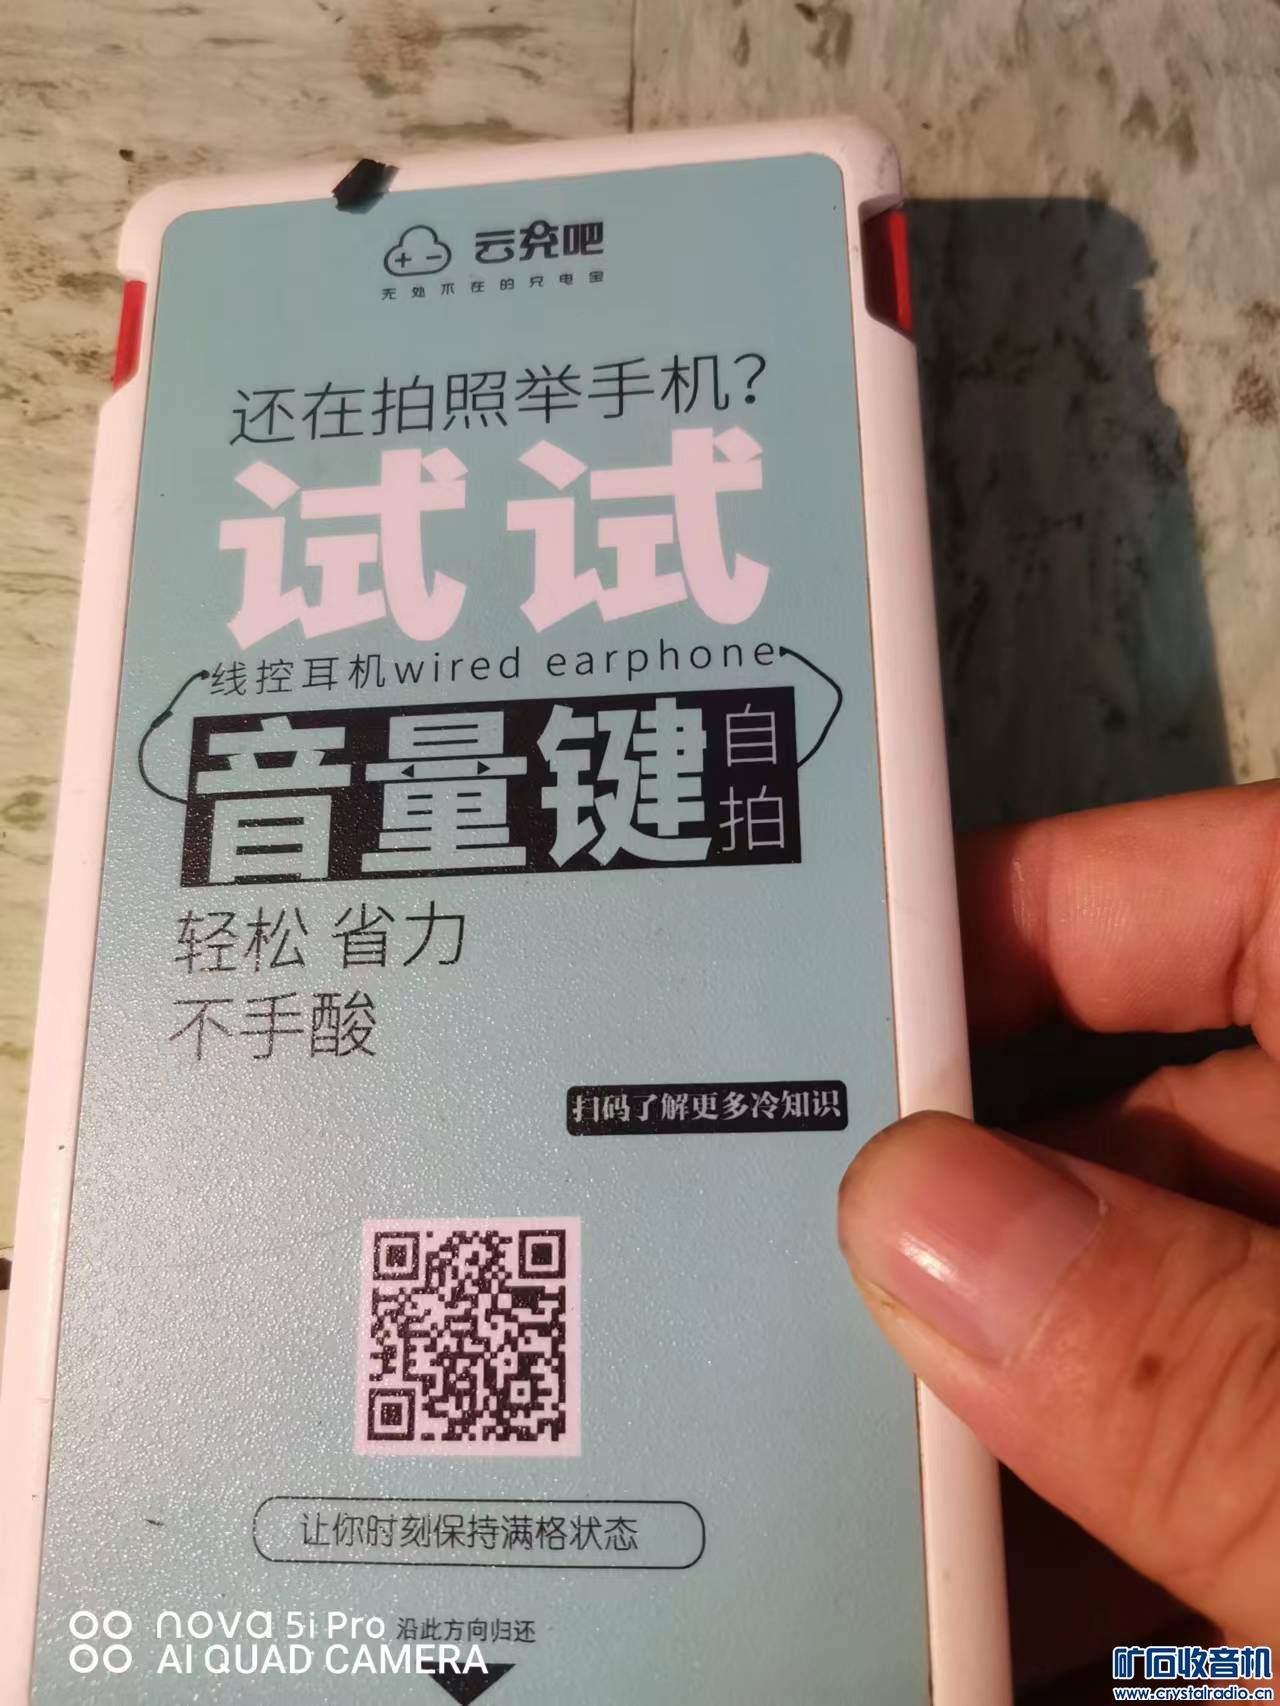 云充吧
无处不在的充电宝
还在拍照举手机？
试试
线控耳机wired earphone
音量键自拍
轻松 省力
不手酸
扫码了解更多冷知识
让你时刻保持满格状态
沿此方向归还
nova 5i Pro
AI QUAD CAMERA
矿石收音机
www.crystalradio.cn